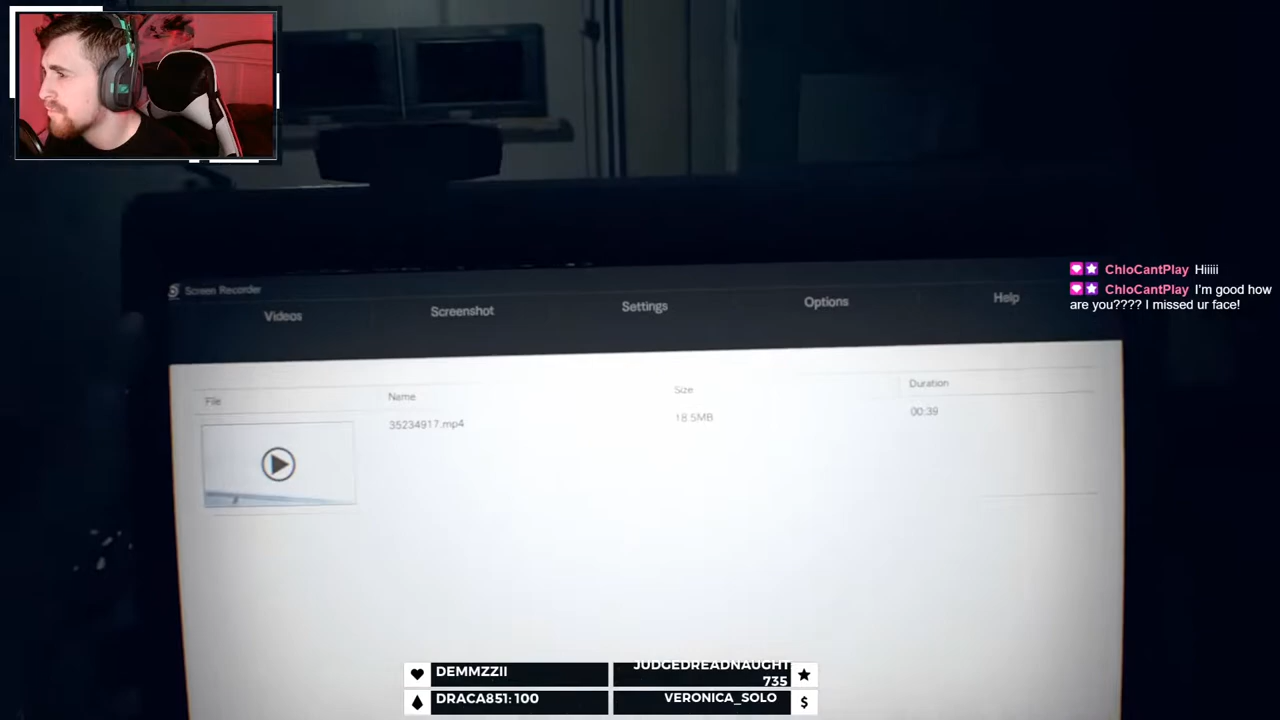 Screen Recorder
Videos
Screenshot
Settings
Options
Help
ChloCantPlay Hiiiii
ChloCantPlay I'm good how
are you???? I missed ur face!
File
Name
Size
Duration
35234917.mp4
18.5MB
00:39
DEMMZZII
JUDGEDREADNAUGHT
735
DRACA851: 100
VERONICA_SOLO
$